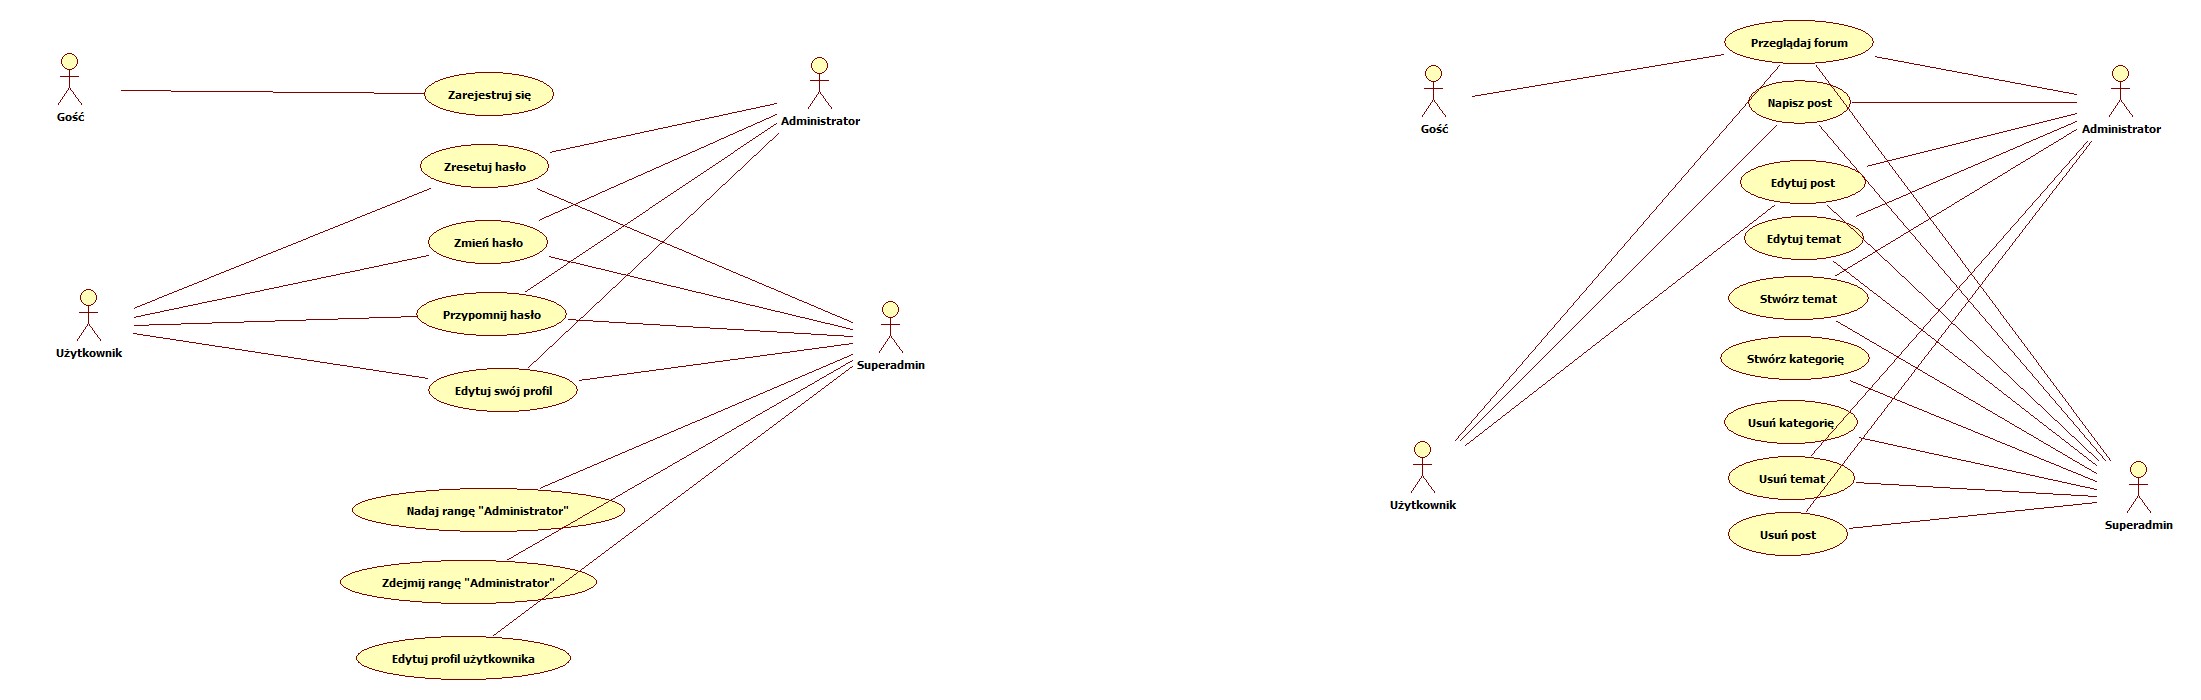 Gość
Zarejestruj się
Administrator
Zresetuj hasło
Zmień hasło
Przypomnij hasło
Użytkownik
Superadmin
Edytuj swój profil
Nadaj rangę "Administrator"
Zdejmij rangę "Administrator"
Edytuj profil użytkownika
Przeglądaj forum
Gość
Napisz post
Administrator
Edytuj post
Edytuj temat
Stwórz temat
Stwórz kategorię
Usuń kategorię
Usuń temat
Użytkownik
Superadmin
Usuń post